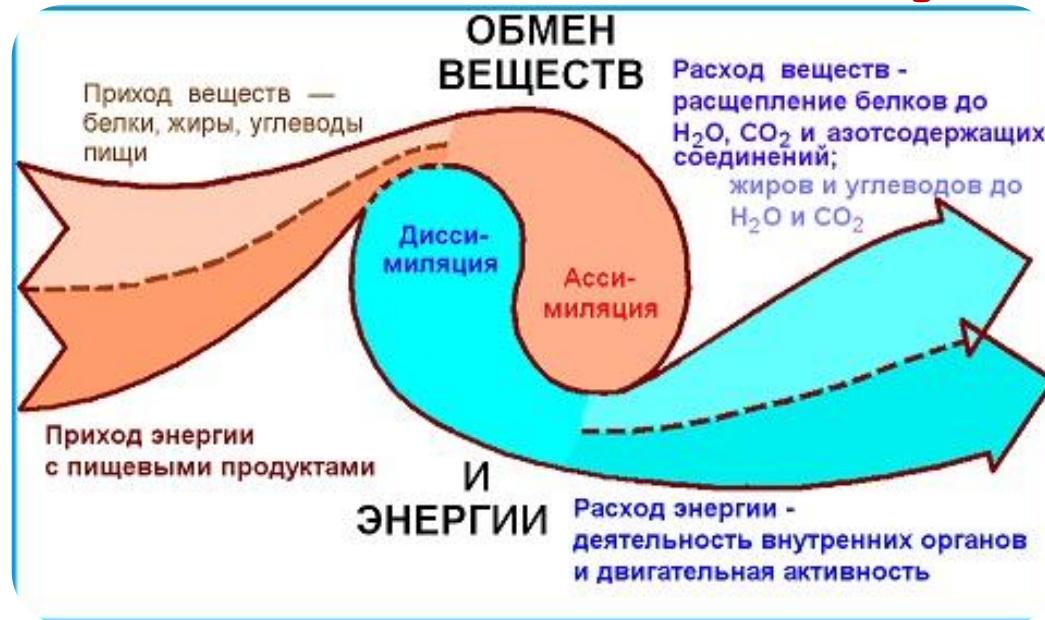 ОБМЕН
ВЕЩЕСТВ
Приход веществ —
белки, жиры, углеводы
пищи
Расход веществ -
расщепление белков до
H₂O, CO₂ и азотсодержащих
соединений;
жиров и углеводов до
H₂O и CO₂
Дисси-
миляция
Асси-
миляция
Приход энергии
с пищевыми продуктами
И
ЭНЕРГИИ
Расход энергии -
деятельность внутренних органов
и двигательная активность